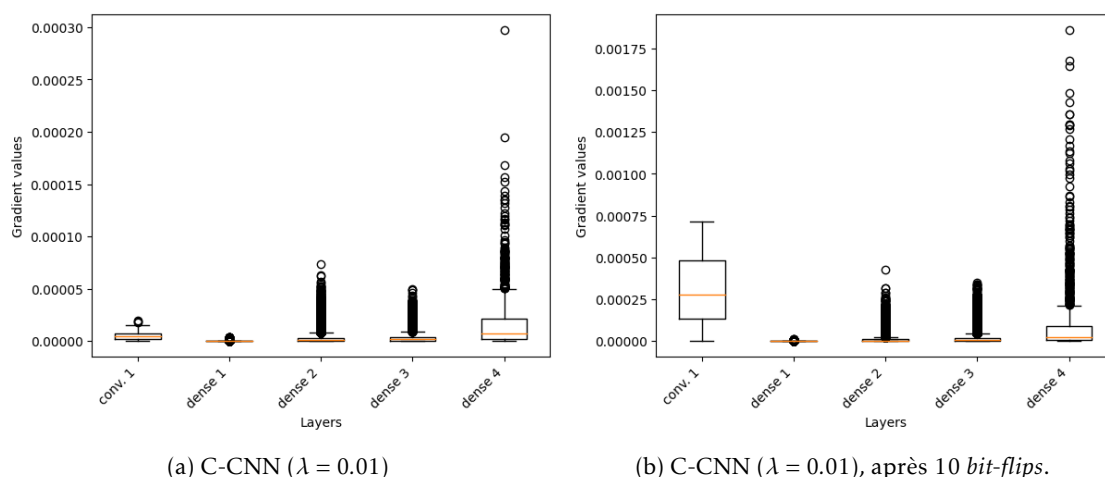 0.00030
0.00025
0.00020
0.00015
0.00010
0.00005
0.00000
Gradient values
conv. 1
dense 1
dense 2
dense 3
dense 4
Layers
(a) C-CNN (λ = 0.01)
0.00175
0.00150
0.00125
0.00100
0.00075
0.00050
0.00025
0.00000
Gradient values
conv. 1
dense 1
dense 2
dense 3
dense 4
Layers
(b) C-CNN (λ = 0.01), après 10 bit-flips.